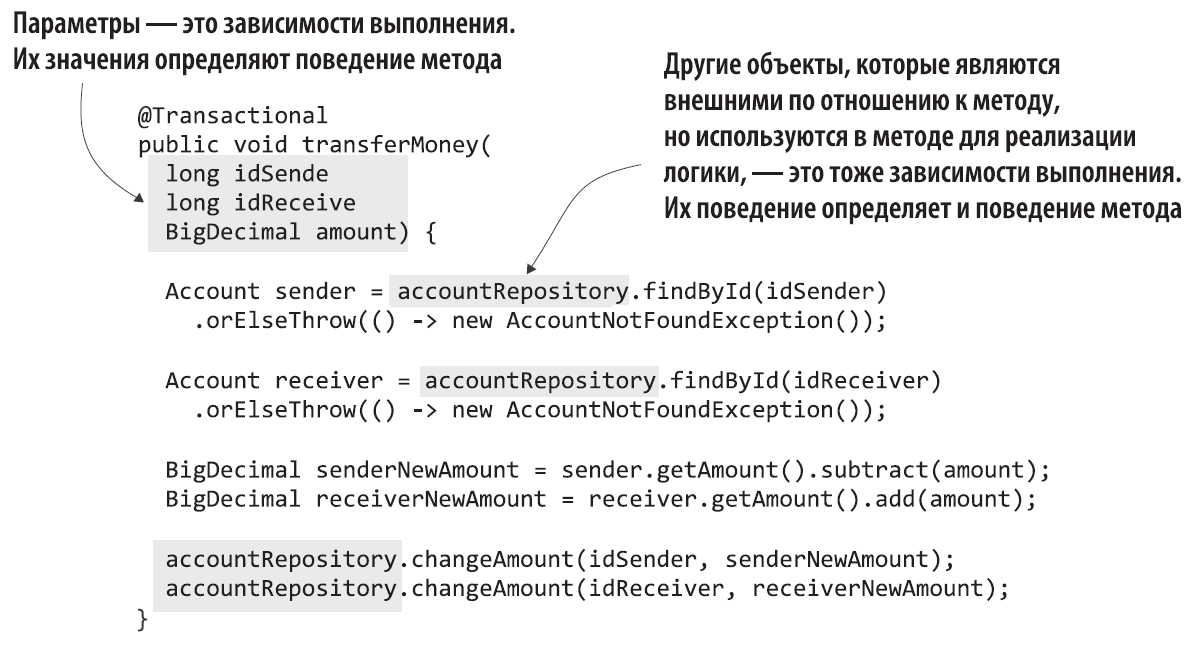 Параметры — это зависимости выполнения.
Их значения определяют поведение метода
Другие объекты, которые являются
внешними по отношению к методу,
но используются в методе для реализации
логики, — это тоже зависимости выполнения.
Их поведение определяет и поведение метода
@Transactional
public void transferMoney(
long idSende
long idReceive
BigDecimal amount) {
Account sender = accountRepository.findById(idSender)
.orElseThrow(() -> new AccountNotFoundException());
Account receiver = accountRepository.findById(idReceiver)
.orElseThrow(() -> new AccountNotFoundException());
BigDecimal senderNewAmount = sender.getAmount().subtract(amount);
BigDecimal receiverNewAmount = receiver.getAmount().add(amount);
accountRepository.changeAmount(idSender, senderNewAmount);
accountRepository.changeAmount(idReceiver, receiverNewAmount);
}